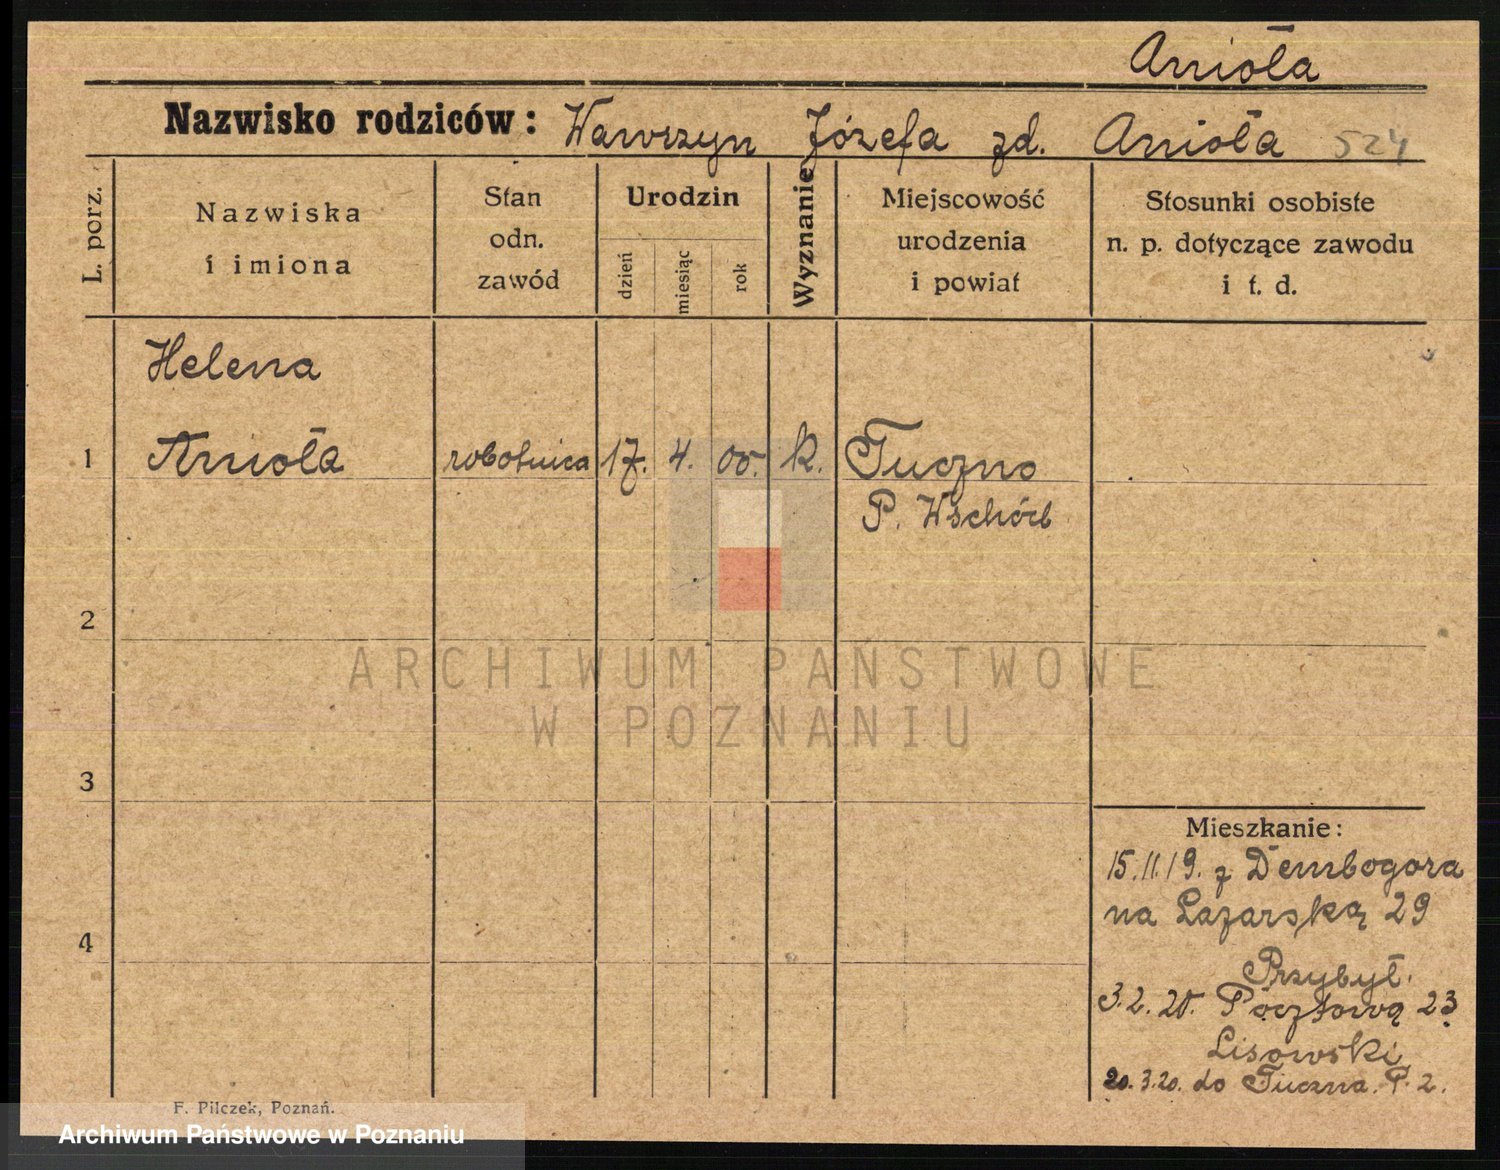 Anioła
Nazwisko rodziców: Wawrzyn Józefa zd. Anioła 524
L. porz.
Nazwiska
i imiona
Stan
odn.
zawód
Urodzin
dzień
miesiąc
rok
Wyznanie
Miejscowość
urodzenia
i powiat
Stosunki osobiste
n. p. dotyczące zawodu
i t. d.
Helena
1 Anioła robotnica 17. 4. 00. k. Tuczno
P. Wschód
2
ARCHIWUM PAŃSTWOWE
W POZNANIU
3
4
Mieszkanie:
15.11.19. z Dembogora
na Łazarską 29
Przybył.
3.2.20. Pocztową 23
Lisowski
20.3.20. do Tuczna. P. 2.
F. Pilczek, Poznań.
Archiwum Państwowe w Poznaniu